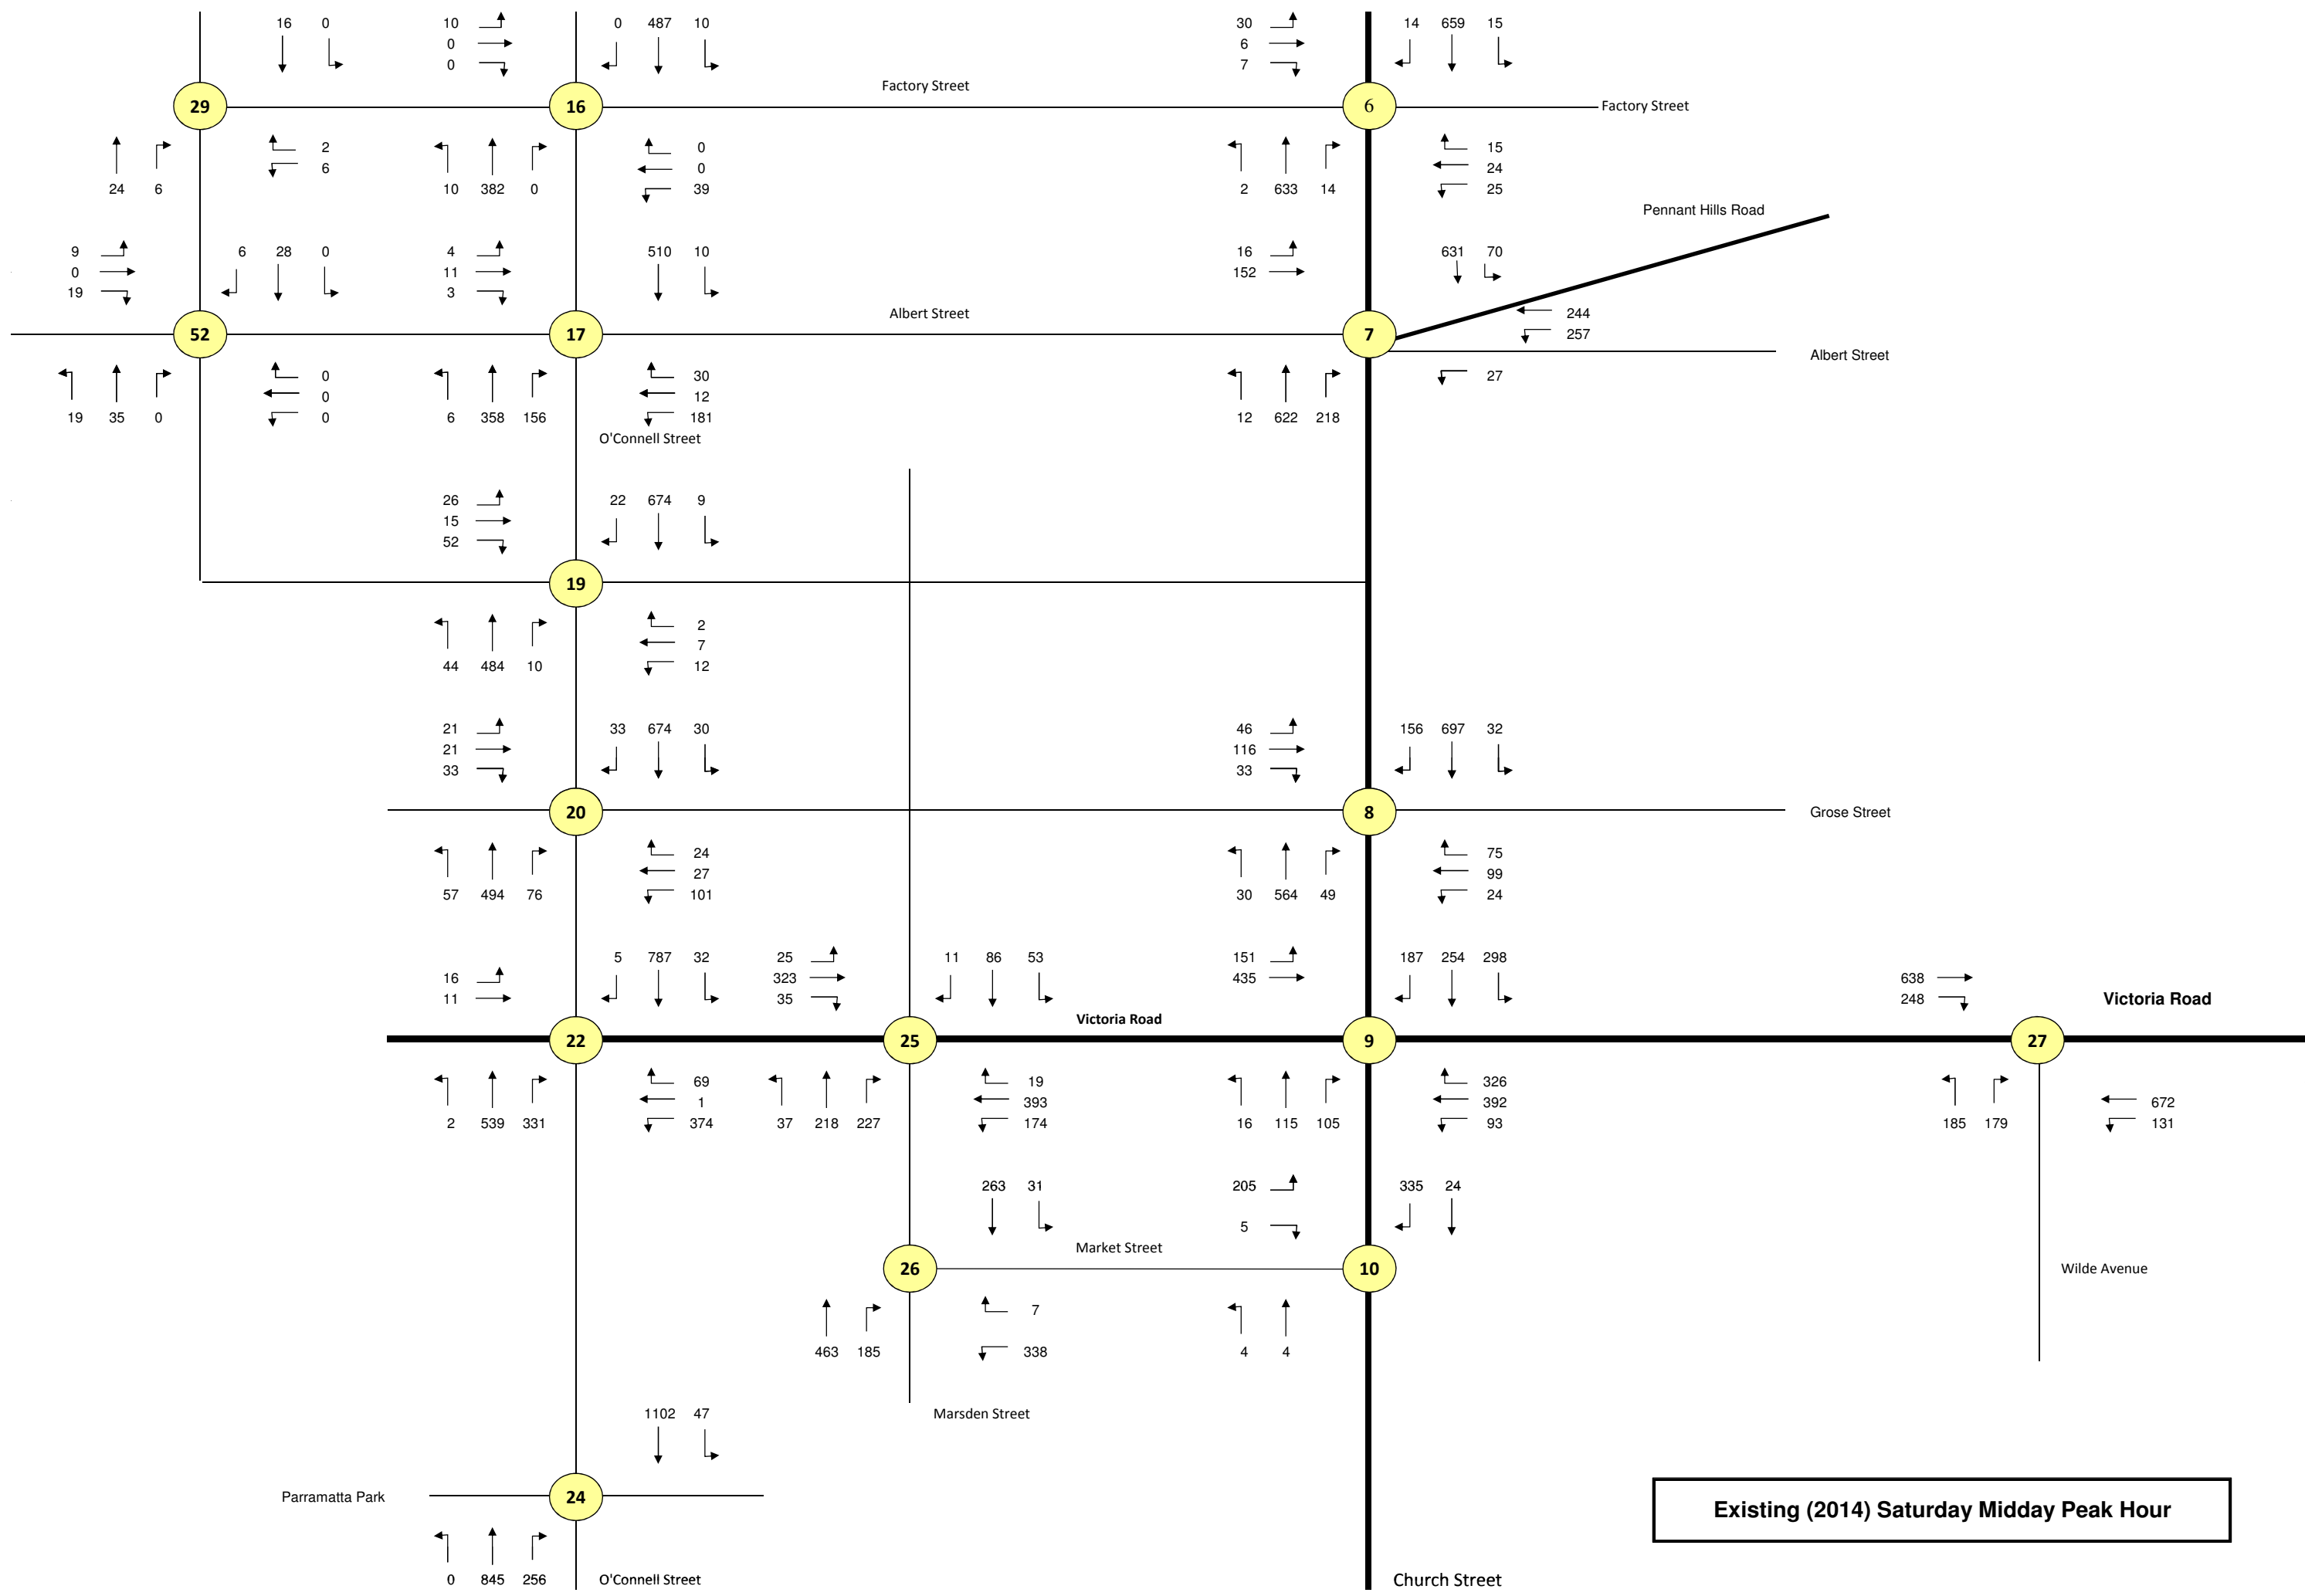 16 0 10 0 487 10 30 14 659 15
0 6
0 7
Factory Street
29 16 6 Factory Street
2 0 15
6 0 24
24 6 10 382 0 39 2 633 14 25
Pennant Hills Road
9 6 28 0 4 510 10 16 631 70
0 11 152
19 3
Albert Street 244
52 17 7 257
Albert Street
0 30 27
0 12
19 35 0 0 6 358 156 181 12 622 218
O'Connell Street
26 22 674 9
15
52
19
2
7
44 484 10 12
21 33 674 30 46 156 697 32
21 116
33 33
20 8 Grose Street
24 75
27 99
57 494 76 101 30 564 49 24
16 5 787 32 25 11 86 53 151 187 254 298
11 323 435 638
35 248 Victoria Road
Victoria Road
22 25 9 27
69 19 326
1 393 392 672
2 539 331 374 37 218 227 174 16 115 105 93 185 179 131
263 31 205 335 24
5
Market Street
26 10 Wilde Avenue
7
463 185 338 4 4
1102 47 Marsden Street
Parramatta Park 24
Existing (2014) Saturday Midday Peak Hour
0 845 256 O'Connell Street Church Street